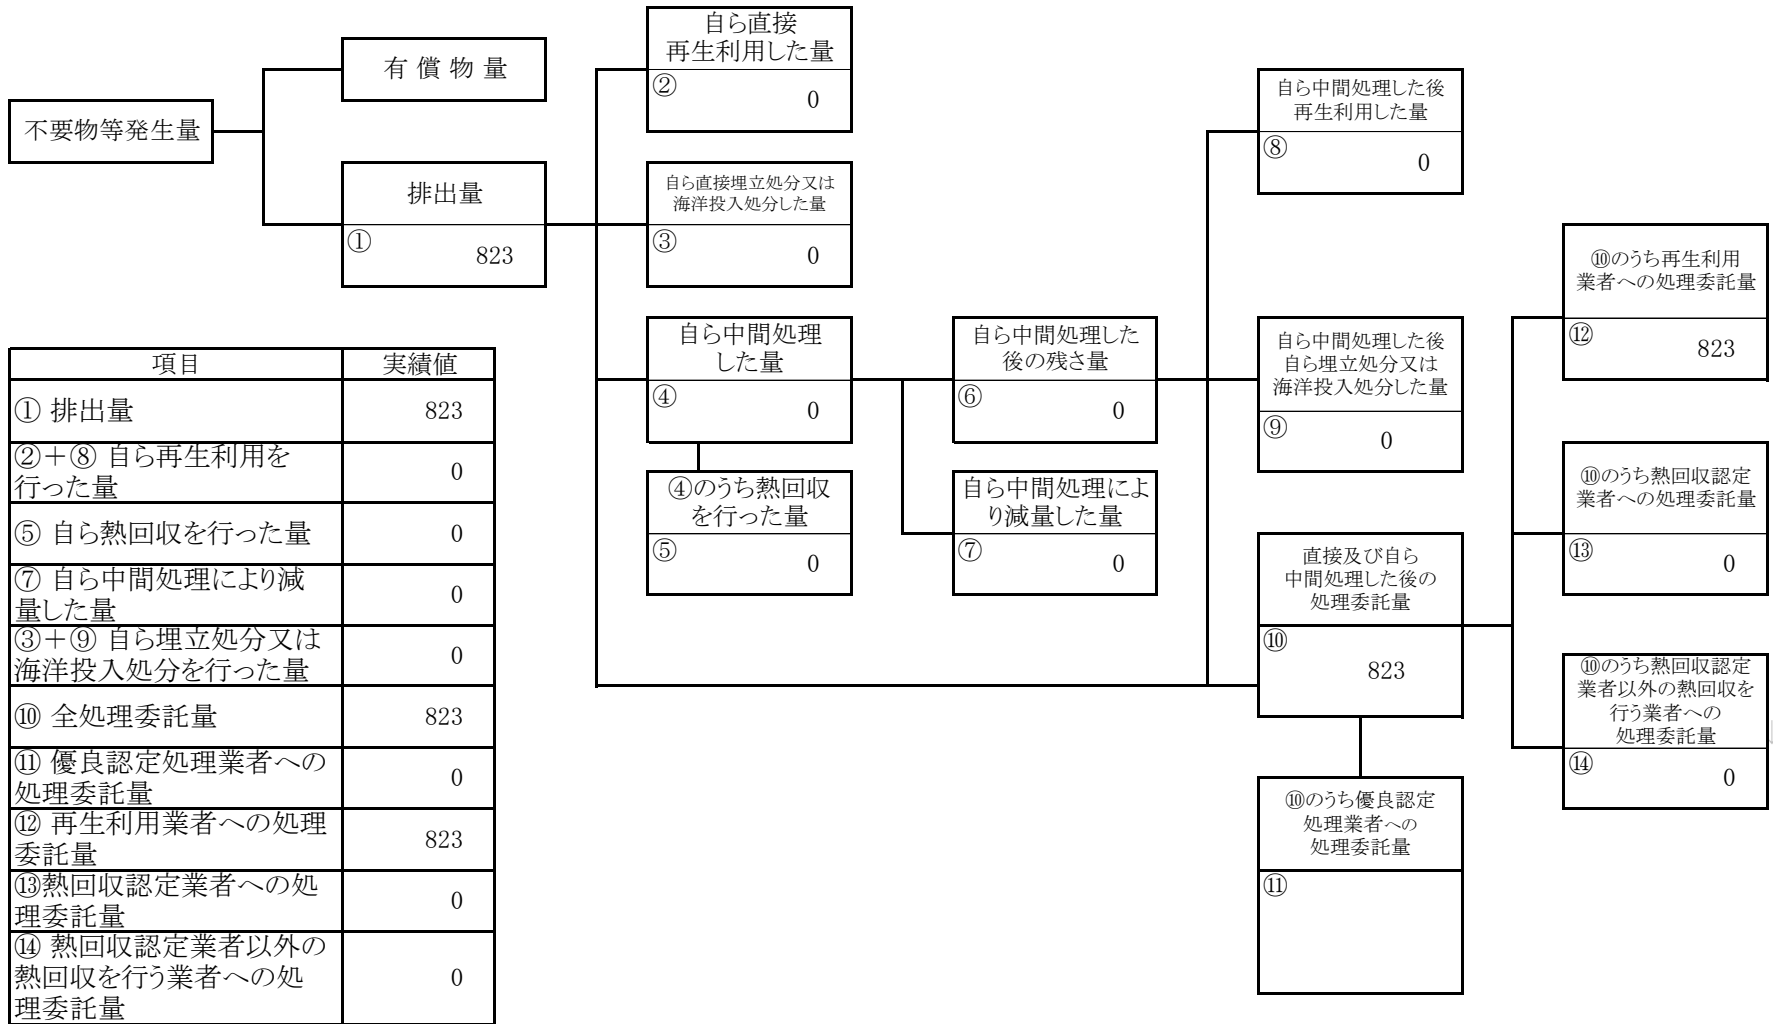 不要物等発生量
有 償 物 量
排出量
①
823
自ら直接
再生利用した量
②
0
自ら直接埋立処分又は
海洋投入処分した量
③
0
自ら中間処理
した量
④
0
④のうち熱回収
を行った量
⑤
0
自ら中間処理した
後の残さ量
⑥
0
自ら中間処理によ
り減量した量
⑦
0
自ら中間処理した後
再生利用した量
⑧
0
自ら中間処理した後
自ら埋立処分又は
海洋投入処分した量
⑨
0
直接及び自ら
中間処理した後の
処理委託量
⑩
823
⑩のうち優良認定
処理業者への
処理委託量
⑪
⑩のうち再生利用
業者への処理委託量
⑫
823
⑩のうち熱回収認定
業者への処理委託量
⑬
0
⑩のうち熱回収認定
業者以外の熱回収を
行う業者への
処理委託量
⑭
0
項目 実績値
① 排出量 823
②＋⑧ 自ら再生利用を
行った量 0
⑤ 自ら熱回収を行った量 0
⑦ 自ら中間処理により減
量した量 0
③＋⑨ 自ら埋立処分又は
海洋投入処分を行った量 0
⑩ 全処理委託量 823
⑪ 優良認定処理業者への
処理委託量 0
⑫ 再生利用業者への処理
委託量 823
⑬熱回収認定業者への処
理委託量 0
⑭ 熱回収認定業者以外の
熱回収を行う業者への処
理委託量 0